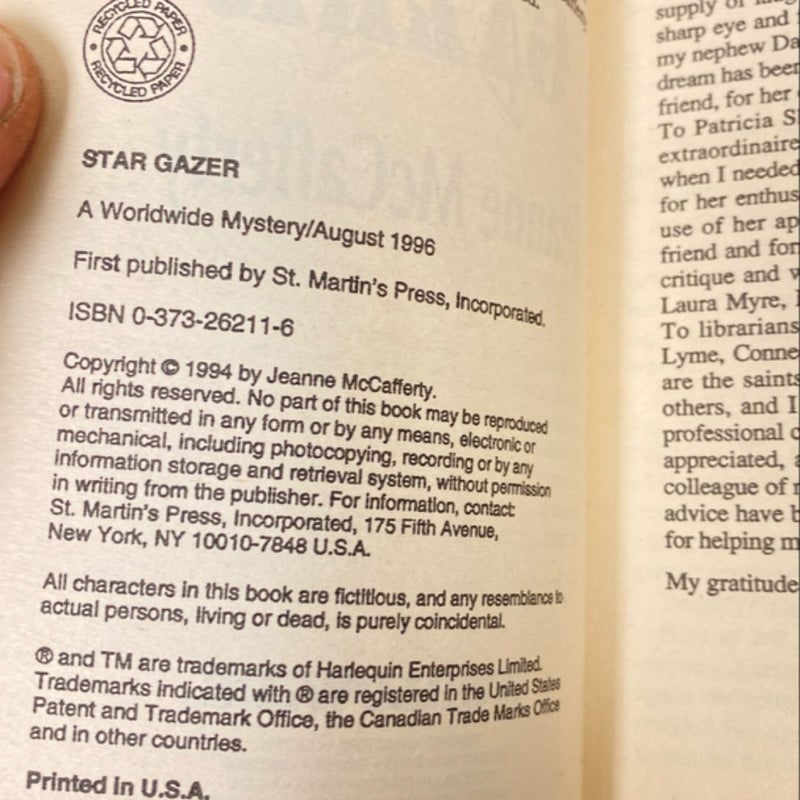 RECYCLED PAPER
RECYCLED PAPER
STAR GAZER
A Worldwide Mystery/August 1996
First published by St. Martin's Press, Incorporated.
ISBN 0-373-26211-6
Copyright © 1994 by Jeanne McCafferty.
All rights reserved. No part of this book may be reproduced
or transmitted in any form or by any means, electronic or
mechanical, including photocopying, recording or by any
information storage and retrieval system, without permission
in writing from the publisher. For information, contact:
St. Martin's Press, Incorporated, 175 Fifth Avenue,
New York, NY 10010-7848 U.S.A.
All characters in this book are fictitious, and any resemblance to
actual persons, living or dead, is purely coincidental.
® and TM are trademarks of Harlequin Enterprises Limited.
Trademarks indicated with ® are registered in the United States
Patent and Trademark Office, the Canadian Trade Marks Office
and in other countries.
Printed in U.S.A.
supply of
sharp eye and
my nephew Da
dream has been
friend, for her
To Patricia S
extraordinaire
when I needed
for her enthus
use of her ap
friend and for
critique and w
Laura Myre,
To librarians
Lyme, Conne
are the saints
others, and I
professional c
appreciated,
colleague of
advice have b
for helping m
My gratitude